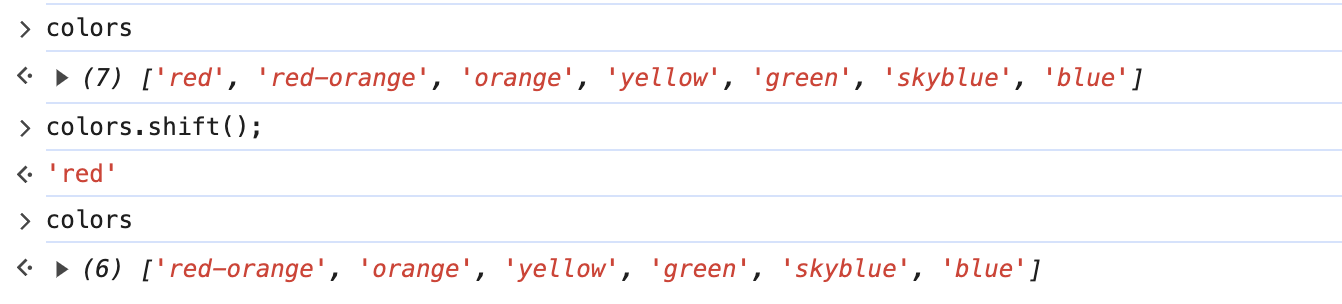 colors
(7) ['red', 'red-orange', 'orange', 'yellow', 'green', 'skyblue', 'blue']
colors.shift();
'red'
colors
(6) ['red-orange', 'orange', 'yellow', 'green', 'skyblue', 'blue']